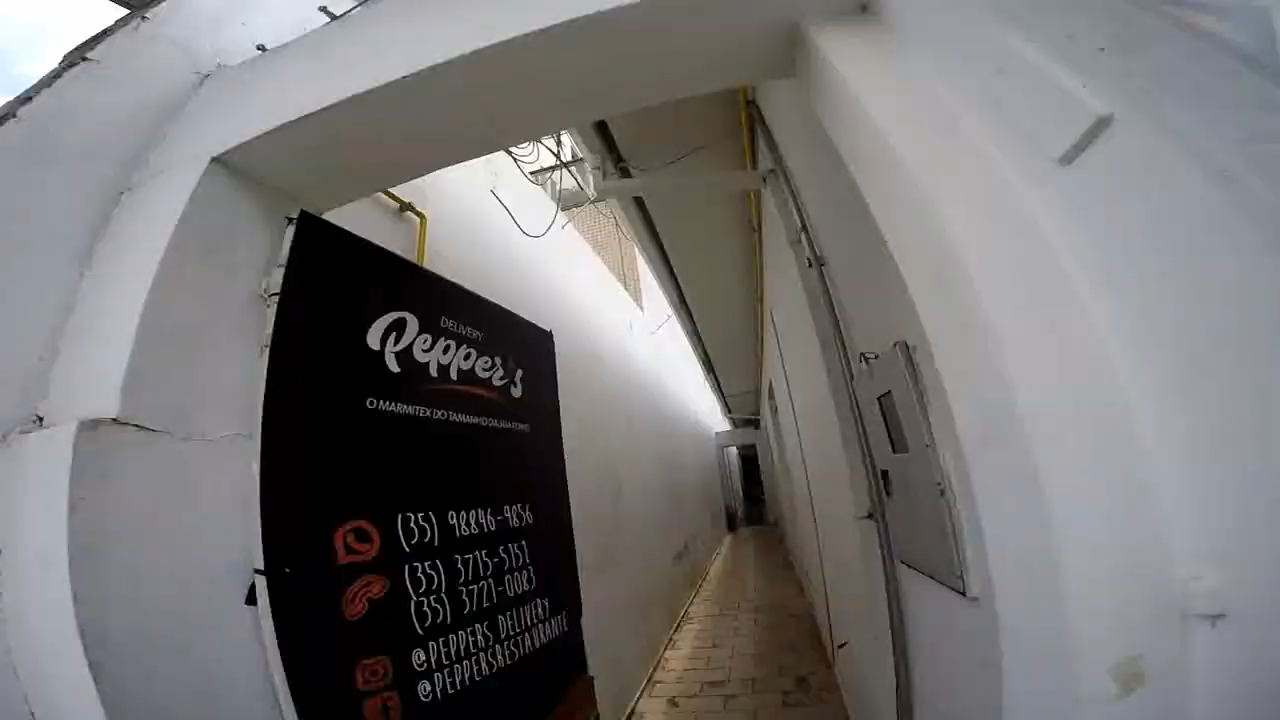 DELIVERY
Pepper's
O MARMITEX DO TAMANHO DA SUA FOME
(35) 98846-9856
(35) 3715-5151
(35) 3721-0083
@PEPPERS DELIVERY
@PEPPERSRESTAURANTE